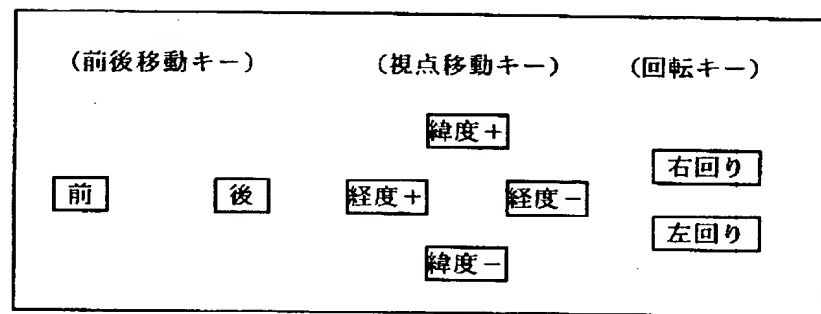 (前後移動キー) (視点移動キー) (回転キー)
緯度＋
右回り
前 後 経度＋ 経度－
左回り
緯度－